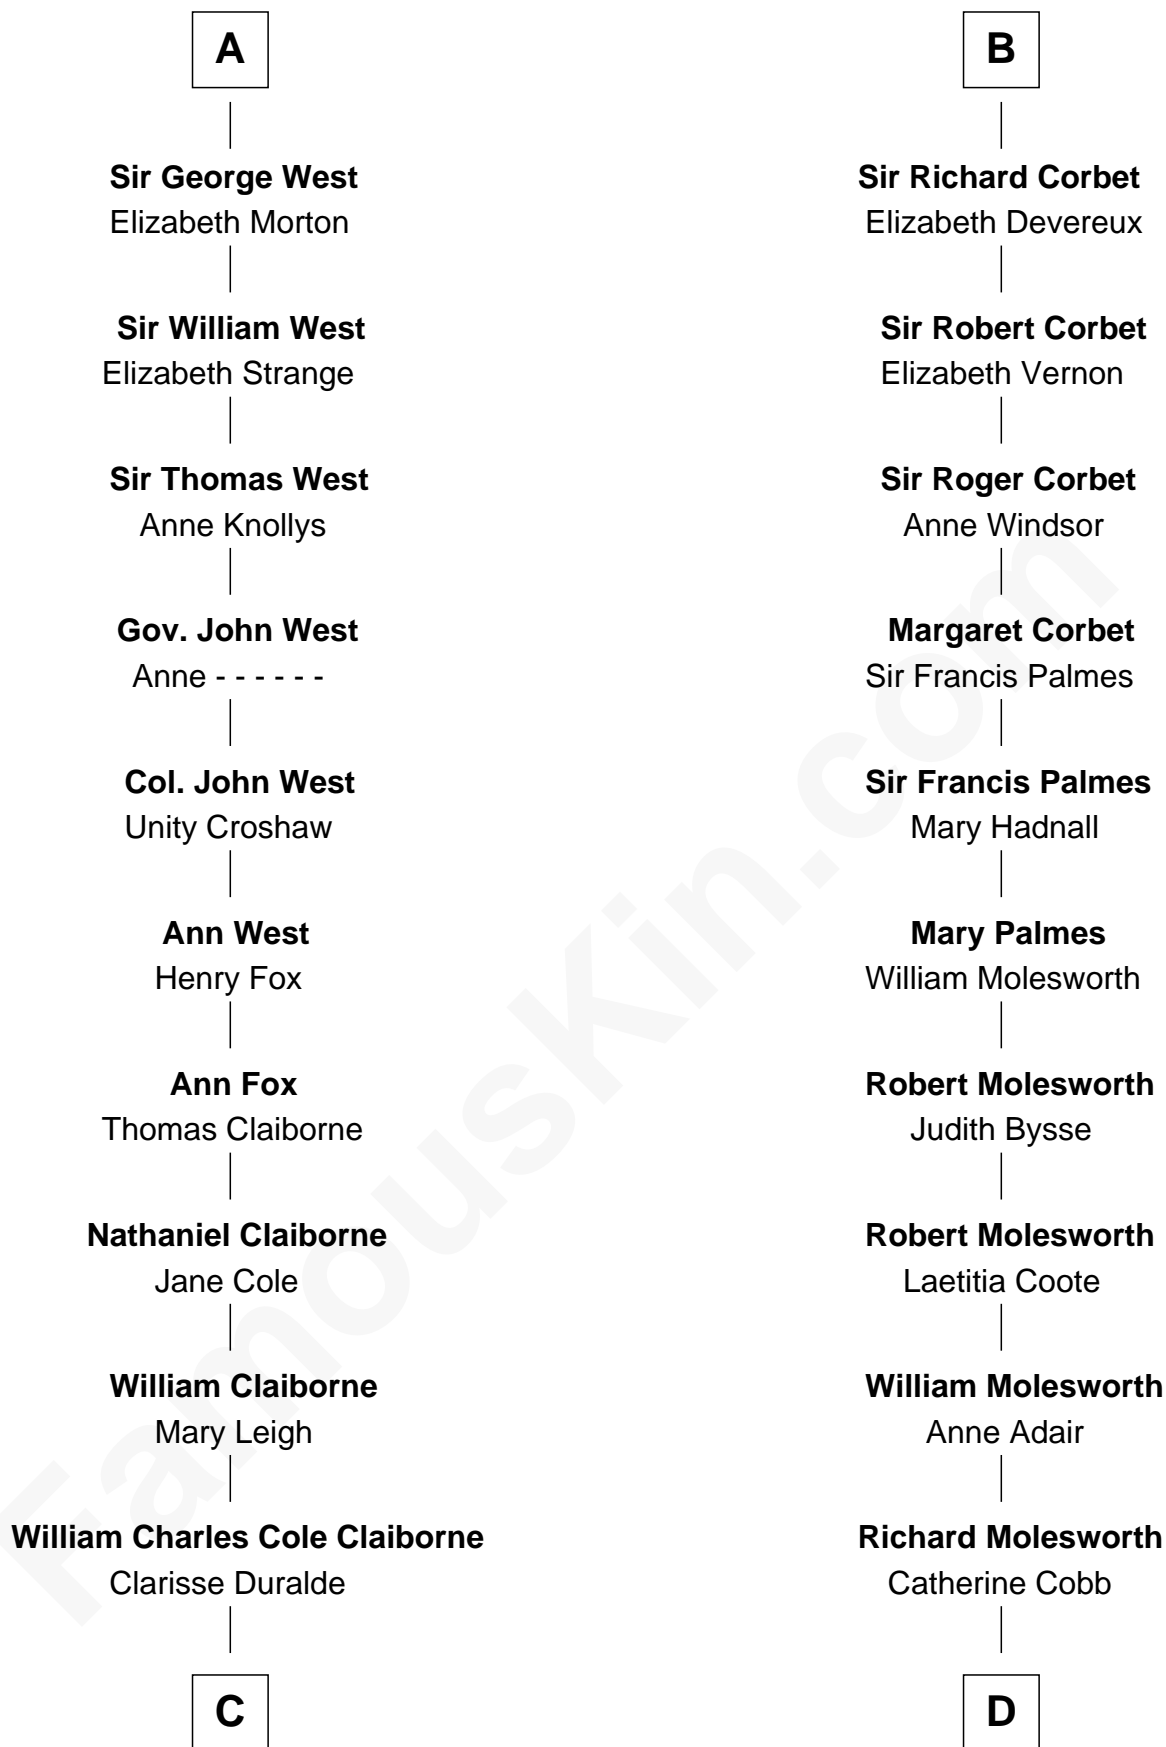 A
Sir George West
Elizabeth Morton
Sir William West
Elizabeth Strange
Sir Thomas West
Anne Knollys
Gov. John West
Anne - - - - - -
Col. John West
Unity Croshaw
Ann West
Henry Fox
Ann Fox
Thomas Claiborne
Nathaniel Claiborne
Jane Cole
William Claiborne
Mary Leigh
William Charles Cole Claiborne
Clarisse Duralde
C
B
Sir Richard Corbet
Elizabeth Devereux
Sir Robert Corbet
Elizabeth Vernon
Sir Roger Corbet
Anne Windsor
Margaret Corbet
Sir Francis Palmes
Sir Francis Palmes
Mary Hadnall
Mary Palmes
William Molesworth
Robert Molesworth
Judith Bysse
Robert Molesworth
Laetitia Coote
William Molesworth
Anne Adair
Richard Molesworth
Catherine Cobb
D
FamousKin.com